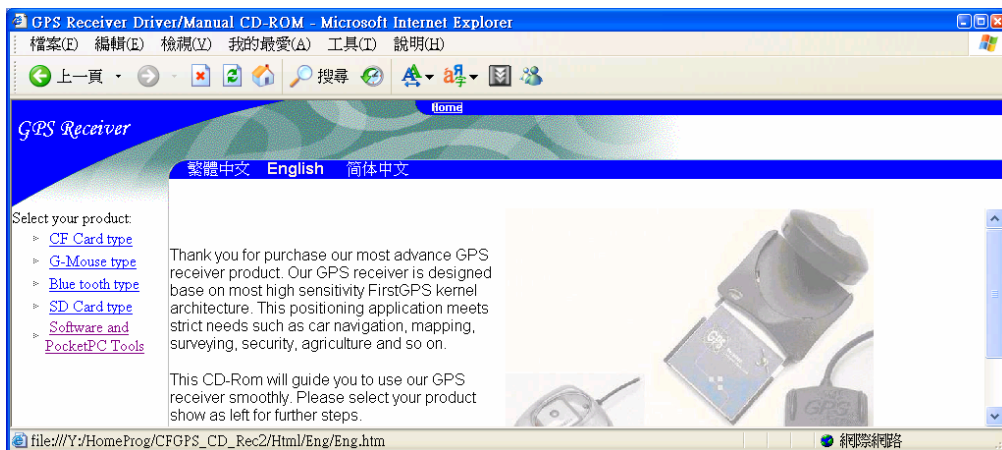 GPS Receiver Driver/Manual CD-ROM - Microsoft Internet Explorer
檔案(F) 編輯(E) 檢視(V) 我的最愛(A) 工具(T) 說明(H)
上一頁 搜尋
Home
GPS Receiver
繁體中文 English 简体中文
Select your product:
CF Card type
G-Mouse type
Blue tooth type
SD Card type
Software and
PocketPC Tools
Thank you for purchase our most advance GPS
receiver product. Our GPS receiver is designed
base on most high sensitivity FirstGPS kernel
architecture. This positioning application meets
strict needs such as car navigation, mapping,
surveying, security, agriculture and so on.
This CD-Rom will guide you to use our GPS
receiver smoothly. Please select your product
show as left for further steps.
GPS
GPS
file:///Y:/HomeProg/CFGPS_CD_Rec2/Html/Eng/Eng.htm
網際網路